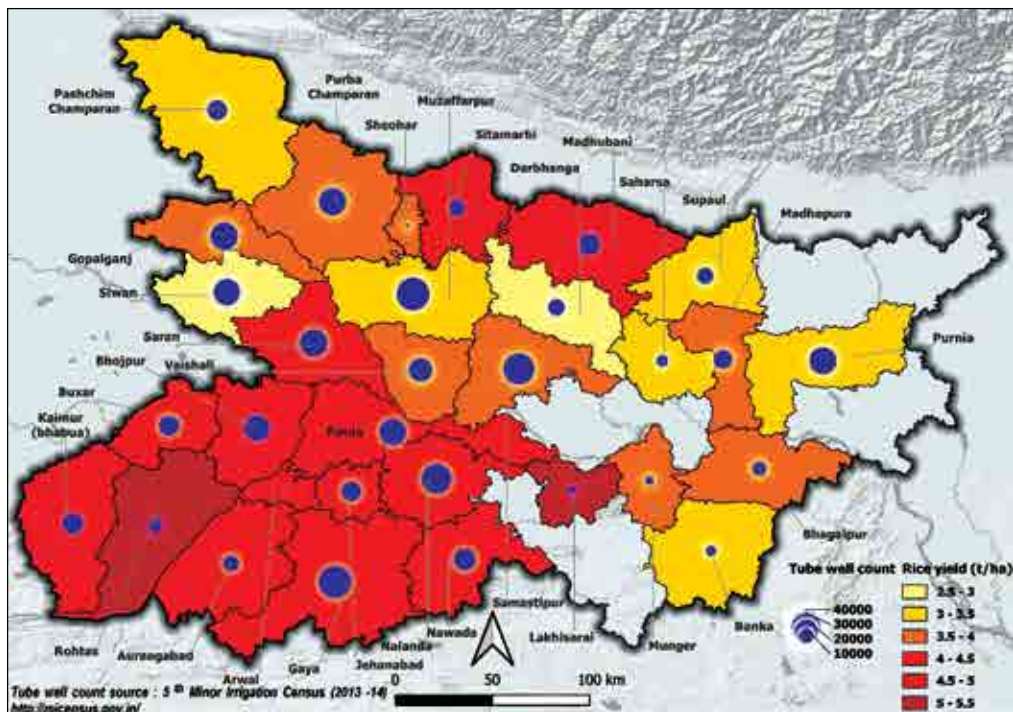 Purba
Champaran
Pashchim
Champaran
Muzaffarpur
Sheohar
Sitamarhi
Madhubani
Darbhanga
Saharsa
Supaul
Madhepura
Gopalganj
Siwan
Saran
Purnia
Bhojpur
Vaishali
Buxar
Kaimur
(bhabua)
Patna
Bhagalpur
Tube well count
40000
30000
20000
10000
Rice yield (t/ha)
2.5 - 3
3 - 3.5
3.5 - 4
4 - 4.5
4.5 - 5
5 - 5.5
Samastipur
Nawada
Lakhisarai
Munger
Banka
Rohtas
Aurangabad
Nalanda
Arwal
Gaya
Jehanabad
Tube well count source : 5 th Minor Irrigation Census (2013 -14)
http://micensus.gov.in/
0
50
100 km